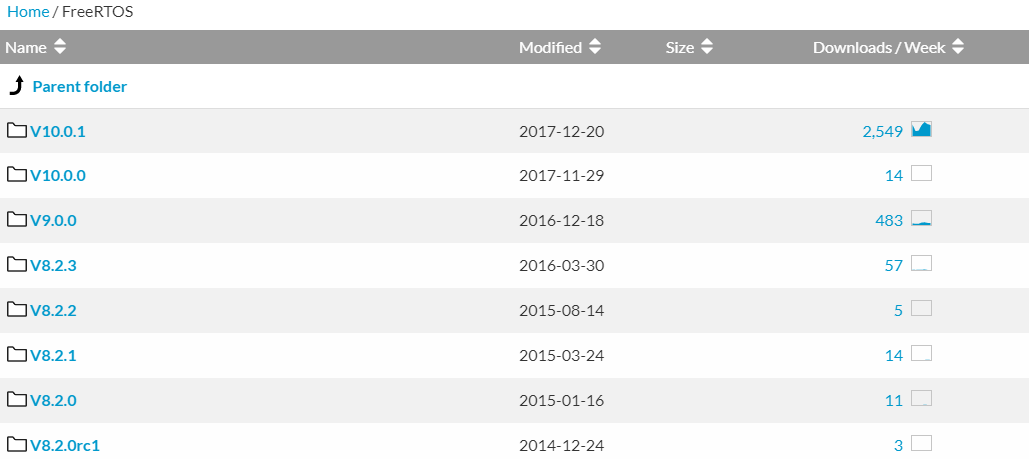 Home / FreeRTOS
Name Modified Size Downloads / Week
Parent folder
V10.0.1 2017-12-20 2,549
V10.0.0 2017-11-29 14
V9.0.0 2016-12-18 483
V8.2.3 2016-03-30 57
V8.2.2 2015-08-14 5
V8.2.1 2015-03-24 14
V8.2.0 2015-01-16 11
V8.2.0rc1 2014-12-24 3